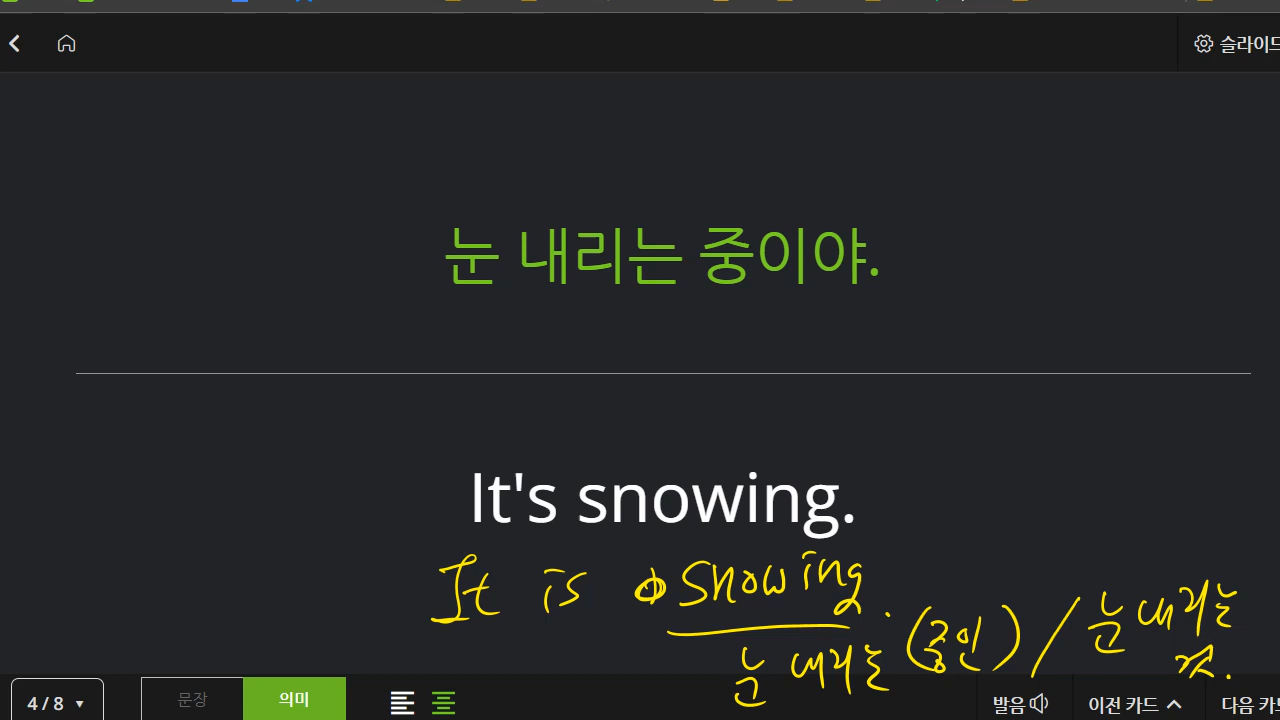 슬라이드
눈 내리는 중이야.
It's snowing.
It is snowing.
눈 내리는 (중인) / 눈 내리는 것.
4 / 8
문장
의미
발음
이전 카드
다음